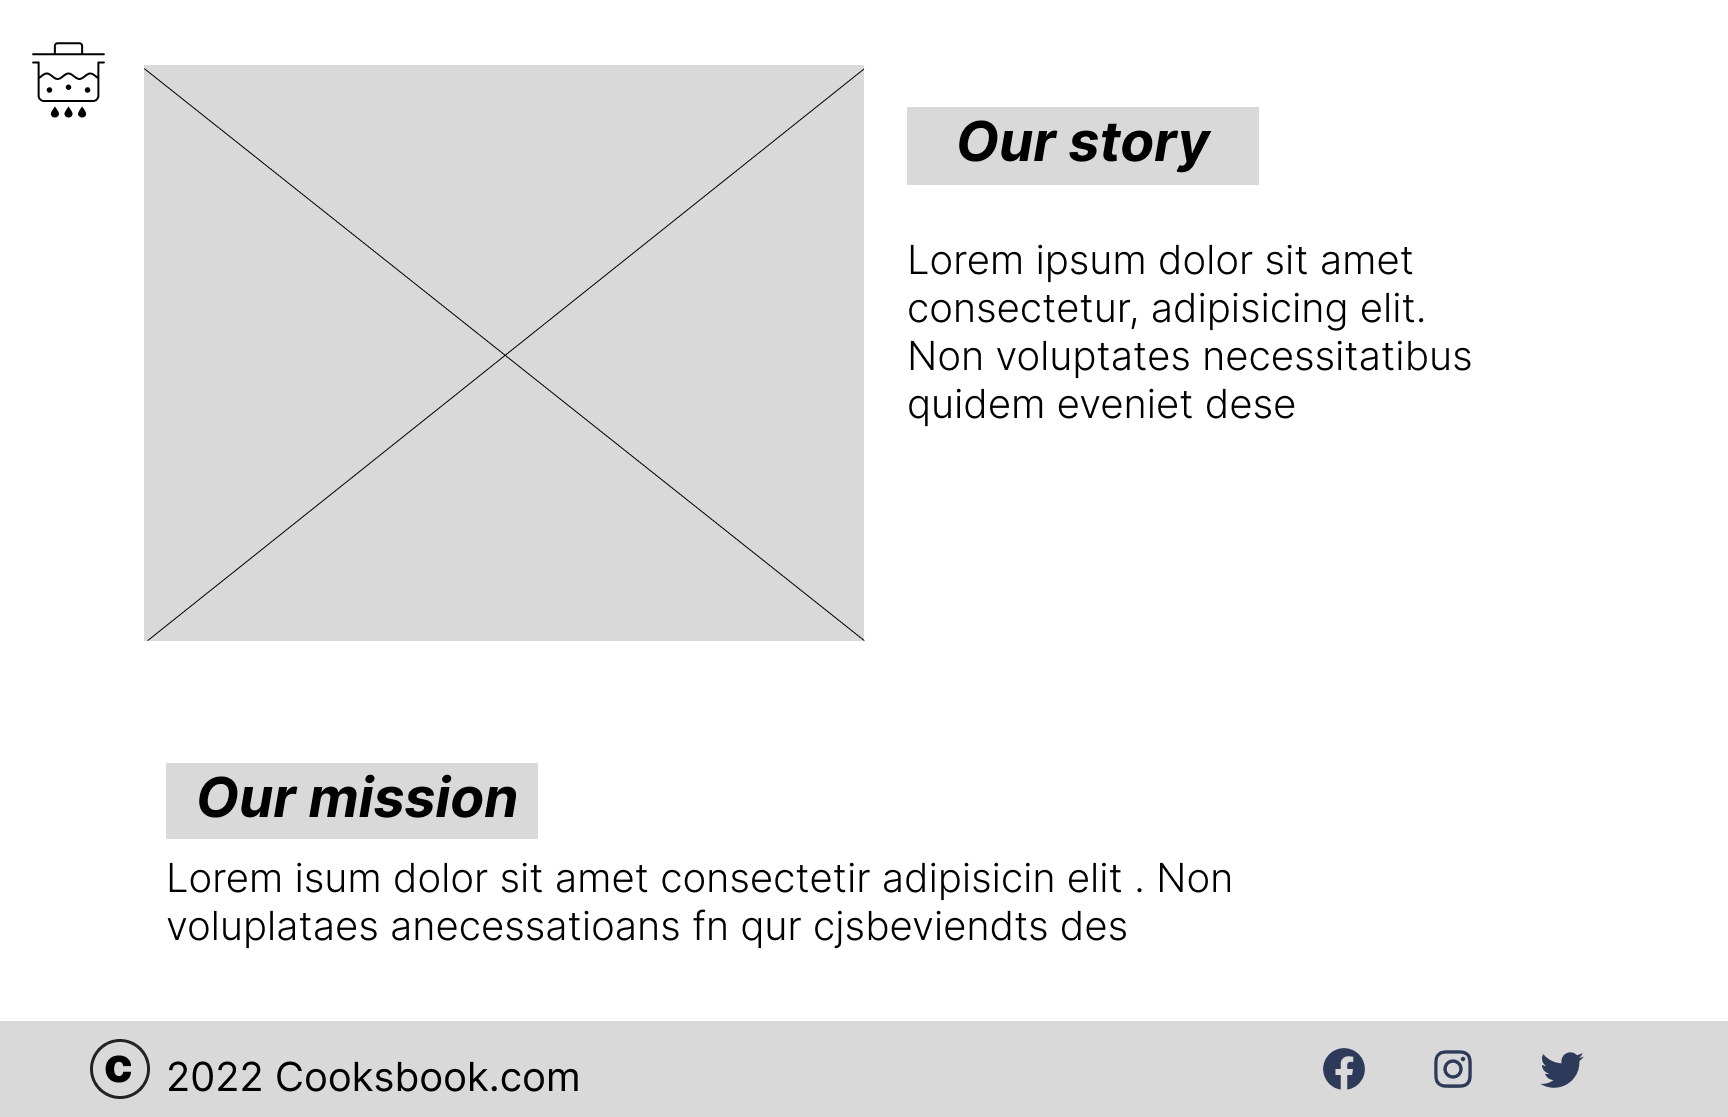 Our story
Lorem ipsum dolor sit amet
consectetur, adipisicing elit.
Non voluptates necessitatibus
quidem eveniet dese
Our mission
Lorem isum dolor sit amet consectetir adipisicin elit . Non
voluplataes anecessatioans fn qur cjsbeviendts des
© 2022 Cooksbook.com